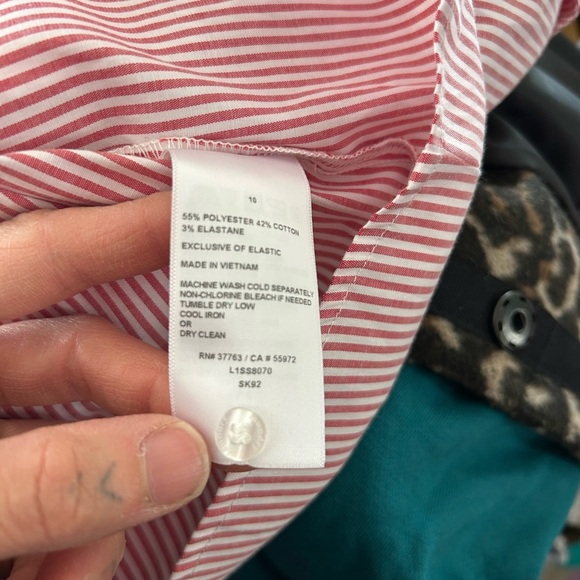 16
55% POLYESTER 42% COTTON
3% ELASTANE
EXCLUSIVE OF ELASTIC
MADE IN VIETNAM
MACHINE WASH COLD SEPARATELY
NON-CHLORINE BLEACH IF NEEDED
TUMBLE DRY LOW
COOL IRON
OR
DRY CLEAN
RN# 37763 / CA # 55972
L1SS8070
SK92